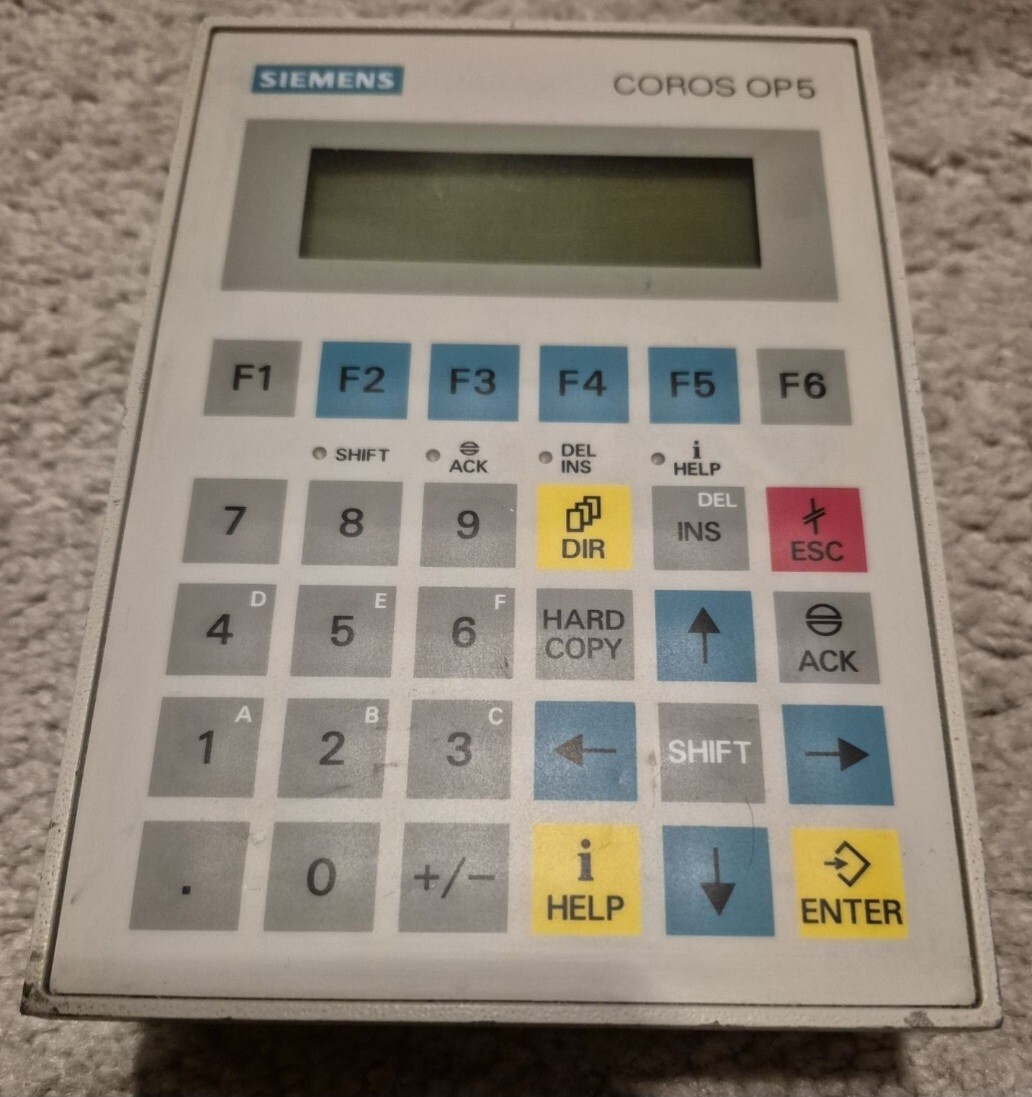 SIEMENS
COROS OP5
F1 F2 F3 F4 F5 F6
SHIFT
ACK
DEL
INS
i
HELP
7
8
9
DIR
DEL
INS
ESC
4 D
5 E
6 F
HARD
COPY
ACK
1 A
2 B
3 C
SHIFT
.
0
+/−
i
HELP
ENTER